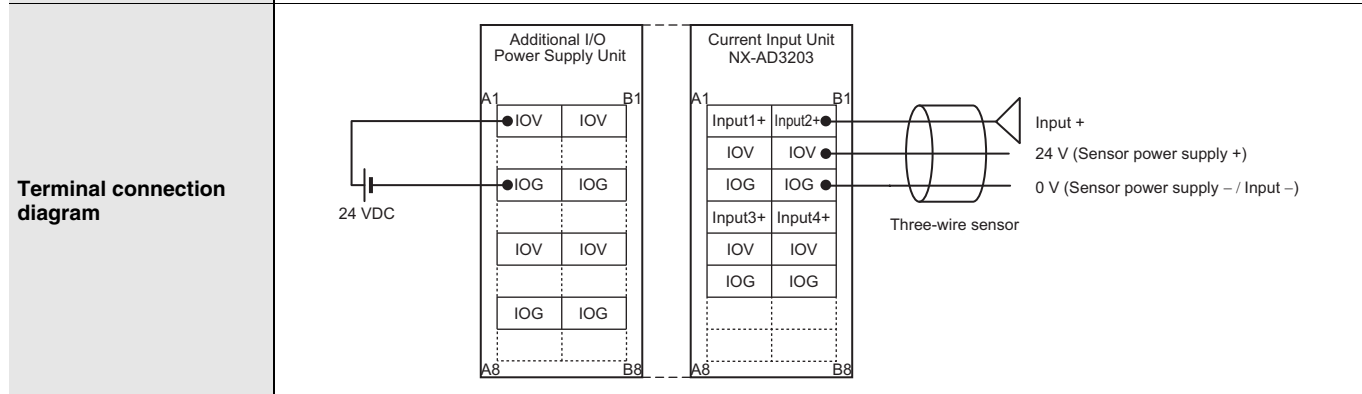 Terminal connection
diagram
Additional I/O
Power Supply Unit
A1 B1
IOV IOV
IOG IOG
IOV IOV
IOG IOG
A8 B8
24 VDC
Current Input Unit
NX-AD3203
A1 B1
Input1+ Input2+
IOV IOV
IOG IOG
Input3+ Input4+
IOV IOV
IOG IOG
A8 B8
Input +
24 V (Sensor power supply +)
0 V (Sensor power supply − / Input −)
Three-wire sensor